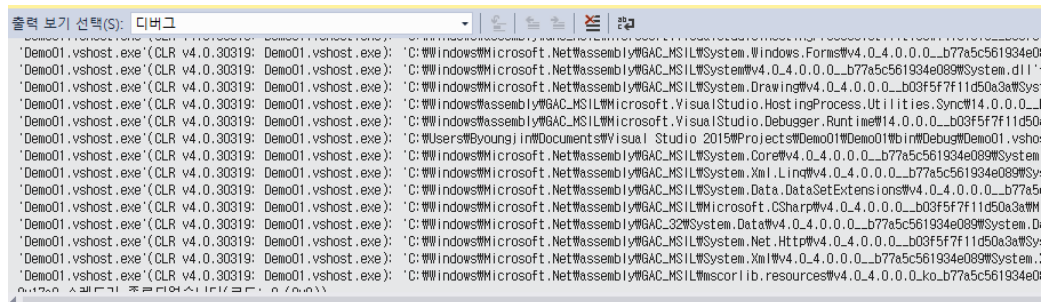 출력 보기 선택(S): 디버그
'Demo01.vshost.exe'(CLR v4.0.30319: Demo01.vshost.exe): 'C:₩Windows₩Microsoft.Net₩assembly₩GAC_MSIL₩System.Windows.Forms₩v4.0_4.0.0.0__b77a5c561934e08
'Demo01.vshost.exe'(CLR v4.0.30319: Demo01.vshost.exe): 'C:₩Windows₩Microsoft.Net₩assembly₩GAC_MSIL₩System₩v4.0_4.0.0.0__b77a5c561934e089₩System.dll'
'Demo01.vshost.exe'(CLR v4.0.30319: Demo01.vshost.exe): 'C:₩Windows₩Microsoft.Net₩assembly₩GAC_MSIL₩System.Drawing₩v4.0_4.0.0.0__b03f5f7f11d50a3a₩Sys
'Demo01.vshost.exe'(CLR v4.0.30319: Demo01.vshost.exe): 'C:₩Windows₩assembly₩GAC_MSIL₩Microsoft.VisualStudio.HostingProcess.Utilities.Sync₩14.0.0.0__
'Demo01.vshost.exe'(CLR v4.0.30319: Demo01.vshost.exe): 'C:₩Windows₩assembly₩GAC_MSIL₩Microsoft.VisualStudio.Debugger.Runtime₩14.0.0.0__b03f5f7f11d50
'Demo01.vshost.exe'(CLR v4.0.30319: Demo01.vshost.exe): 'C:₩Users₩Byoungjin₩Documents₩Visual Studio 2015₩Projects₩Demo01₩Demo01₩bin₩Debug₩Demo01.vsho
'Demo01.vshost.exe'(CLR v4.0.30319: Demo01.vshost.exe): 'C:₩Windows₩Microsoft.Net₩assembly₩GAC_MSIL₩System.Core₩v4.0_4.0.0.0__b77a5c561934e089₩System
'Demo01.vshost.exe'(CLR v4.0.30319: Demo01.vshost.exe): 'C:₩Windows₩Microsoft.Net₩assembly₩GAC_MSIL₩System.Xml.Linq₩v4.0_4.0.0.0__b77a5c561934e089₩Sy
'Demo01.vshost.exe'(CLR v4.0.30319: Demo01.vshost.exe): 'C:₩Windows₩Microsoft.Net₩assembly₩GAC_MSIL₩System.Data.DataSetExtensions₩v4.0_4.0.0.0__b77a5
'Demo01.vshost.exe'(CLR v4.0.30319: Demo01.vshost.exe): 'C:₩Windows₩Microsoft.Net₩assembly₩GAC_MSIL₩Microsoft.CSharp₩v4.0_4.0.0.0__b03f5f7f11d50a3a₩M
'Demo01.vshost.exe'(CLR v4.0.30319: Demo01.vshost.exe): 'C:₩Windows₩Microsoft.Net₩assembly₩GAC_32₩System.Data₩v4.0_4.0.0.0__b77a5c561934e089₩System.D
'Demo01.vshost.exe'(CLR v4.0.30319: Demo01.vshost.exe): 'C:₩Windows₩Microsoft.Net₩assembly₩GAC_MSIL₩System.Net.Http₩v4.0_4.0.0.0__b03f5f7f11d50a3a₩Sy
'Demo01.vshost.exe'(CLR v4.0.30319: Demo01.vshost.exe): 'C:₩Windows₩Microsoft.Net₩assembly₩GAC_MSIL₩System.Xml₩v4.0_4.0.0.0__b77a5c561934e089₩System.
'Demo01.vshost.exe'(CLR v4.0.30319: Demo01.vshost.exe): 'C:₩Windows₩Microsoft.Net₩assembly₩GAC_MSIL₩mscorlib.resources₩v4.0_4.0.0.0_ko_b77a5c561934e0